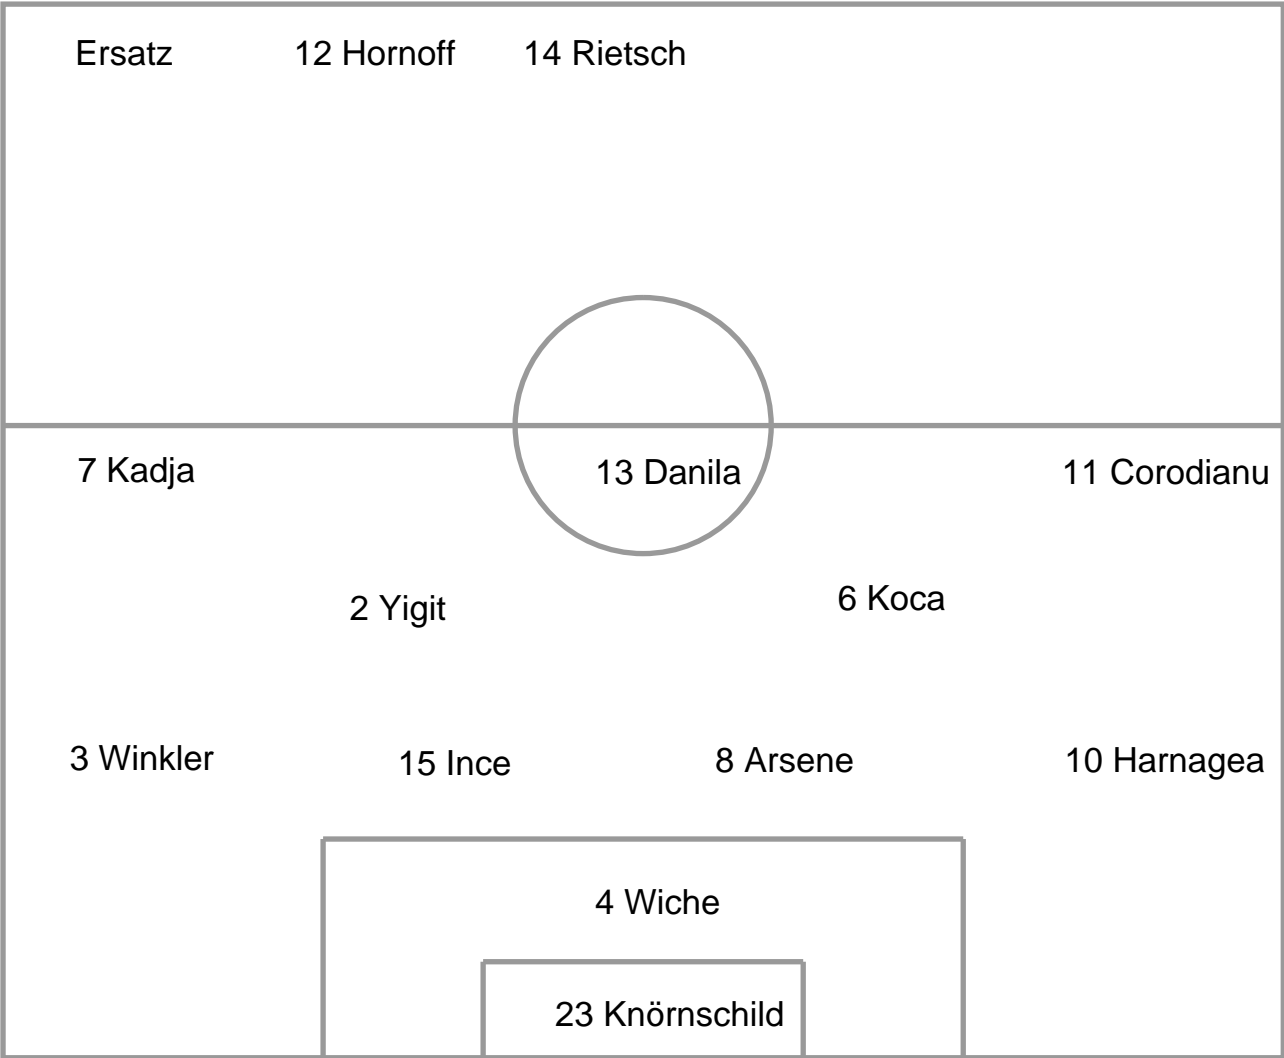 Ersatz 12 Hornoff 14 Rietsch
7 Kadja 13 Danila 11 Corodianu
2 Yigit 6 Koca
3 Winkler 15 Ince 8 Arsene 10 Harnagea
4 Wiche
23 Knörnschild